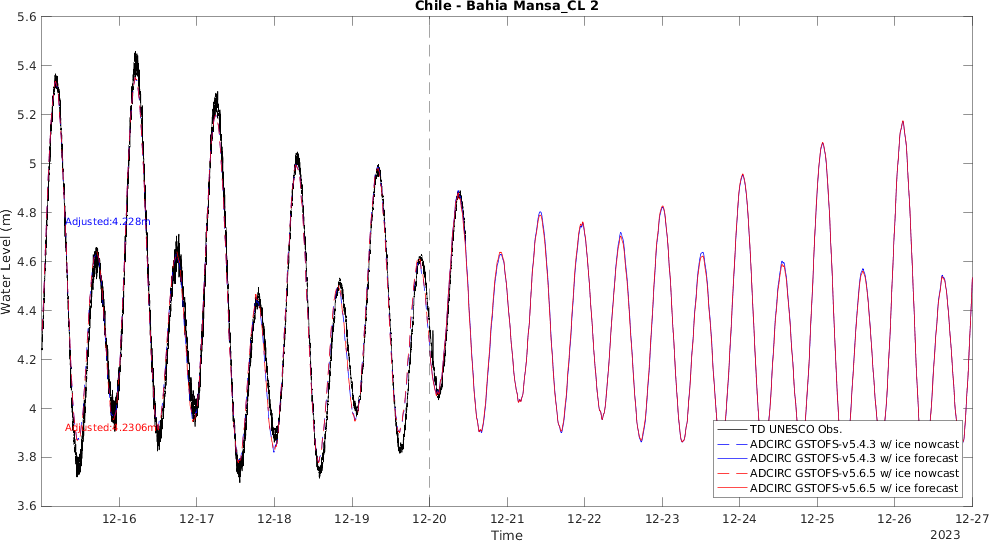 Chile - Bahia Mansa_CL 2
5.6
5.4
5.2
5
4.8
4.6
4.4
4.2
4
3.8
3.6
Water Level (m)
Adjusted:4.228m
Adjusted:4.2306m
TD UNESCO Obs.
ADCIRC GSTOFS-v5.4.3 w/ ice nowcast
ADCIRC GSTOFS-v5.4.3 w/ ice forecast
ADCIRC GSTOFS-v5.6.5 w/ ice nowcast
ADCIRC GSTOFS-v5.6.5 w/ ice forecast
12-16 12-17 12-18 12-19 12-20 12-21 12-22 12-23 12-24 12-25 12-26 12-27
Time
2023